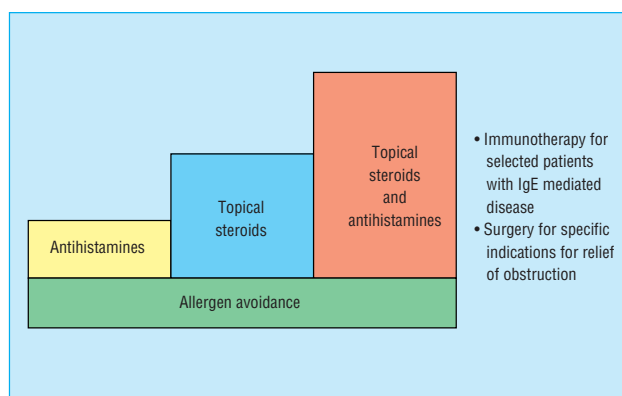 Antihistamines
Topical
steroids
Topical
steroids
and
antihistamines
Allergen avoidance
• Immunotherapy for
selected patients
with IgE mediated
disease
• Surgery for specific
indications for relief
of obstruction